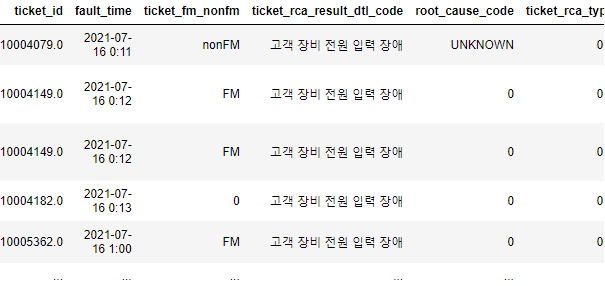 ticket_id fault_time ticket_fm_nonfm ticket_rca_result_dtl_code root_cause_code ticket_rca_typ
10004079.0 2021-07-16 0:11 nonFM 고객 장비 전원 입력 장애 UNKNOWN 0
10004149.0 2021-07-16 0:12 FM 고객 장비 전원 입력 장애 0 0
10004149.0 2021-07-16 0:12 FM 고객 장비 전원 입력 장애 0 0
10004182.0 2021-07-16 0:13 0 고객 장비 전원 입력 장애 0 0
10005362.0 2021-07-16 1:00 FM 고객 장비 전원 입력 장애 0 0
... ... ... ... ...